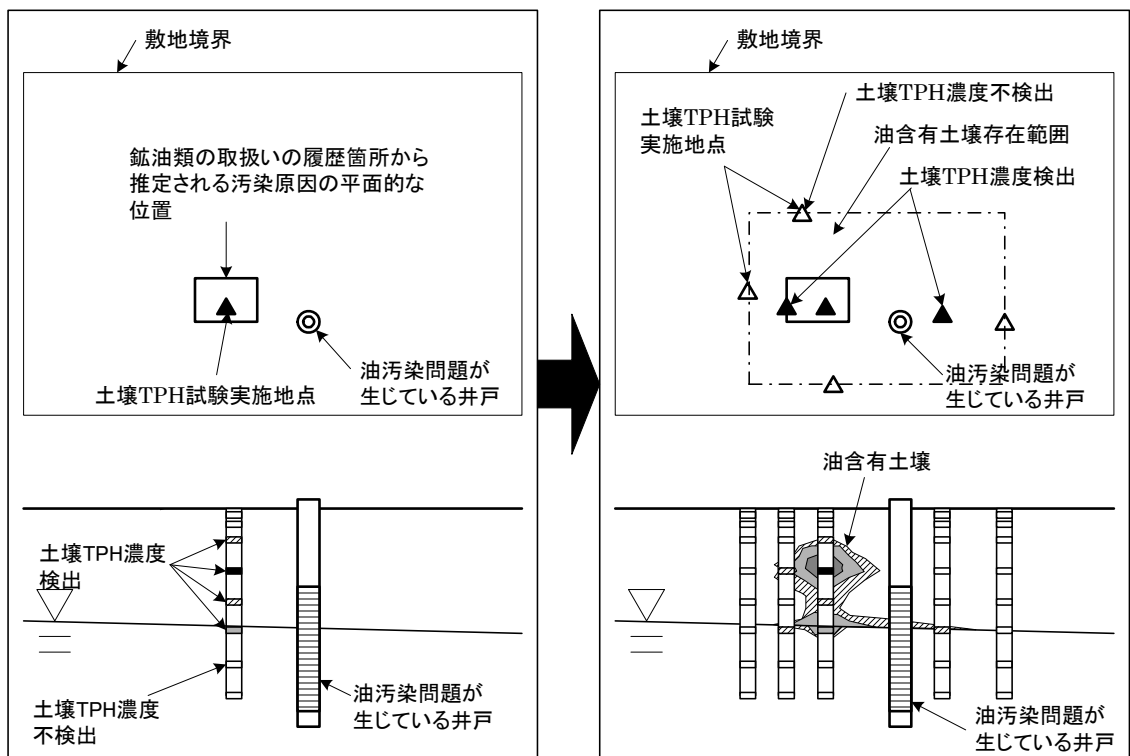 敷地境界
鉱油類の取扱いの履歴箇所から
推定される汚染原因の平面的な
位置
油汚染問題が
生じている井戸
土壌TPH試験実施地点
土壌TPH濃度
検出
土壌TPH濃度
不検出
油汚染問題が
生じている井戸
敷地境界
土壌TPH濃度不検出
土壌TPH試験
実施地点
油含有土壌存在範囲
土壌TPH濃度検出
油汚染問題が
生じている井戸
油含有土壌
油汚染問題が
生じている井戸